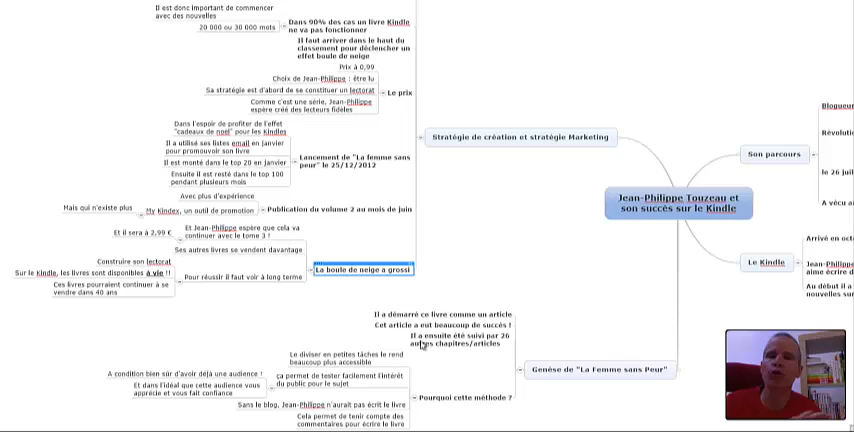 Il est donc important de commencer
avec des nouvelles
20 000 ou 30 000 mots
Dans 90% des cas un livre Kindle
ne va pas fonctionner
Il faut arriver dans le haut du
classement pour déclencher un
effet boule de neige
Prix à 0,99
Choix de Jean-Philippe : être lu
Sa stratégie est d'abord de se constituer un lectorat
Comme c'est une série, Jean-Philippe
espère créé des lecteurs fidèles
Le prix
Dans l'espoir de profiter de l'effet
"cadeaux de noël" pour les Kindles
Il a utilisé ses listes email en janvier
pour promouvoir son livre
Il est monté dans le top 20 en janvier
Ensuite il est resté dans le top 100
pendant plusieurs mois
Lancement de "La femme sans
peur" le 25/12/2012
Avec plus d'expérience
Mais qui n'existe plus
My Kindex, un outil de promotion
Publication du volume 2 au mois de juin
Et il sera à 2,99 €
Et Jean-Philippe espère que cela va
continuer avec le tome 3 !
Ses autres livres se vendent davantage
Construire son lectorat
Sur le Kindle, les livres sont disponibles à vie !!
Ces livres pourraient continuer à se
vendre dans 40 ans
Pour réussir il faut voir à long terme
La boule de neige a grossi
Stratégie de création et stratégie Marketing
Jean-Philippe Touzeau et
son succès sur le Kindle
Son parcours
Blogueur
Révolutio
le 26 juil
A vécu a
Le Kindle
Arrivé en oct
Jean-Philippe
aime écrire d
Au début il a
nouvelles sur
Il a démarré ce livre comme un article
Cet article a eut beaucoup de succès !
Il a ensuite été suivi par 26
autres chapitres/articles
Le diviser en petites tâches le rend
beaucoup plus accessible
A condition bien sûr d'avoir déjà une audience !
Et dans l'idéal que cette audience vous
apprécie et vous fait confiance
ça permet de tester facilement l'intérêt
du public pour le sujet
Sans le blog, Jean-Philippe n'aurait pas écrit le livre
Cela permet de tenir compte des
commentaires pour écrire le livre
Pourquoi cette méthode ?
Genèse de "La Femme sans Peur"